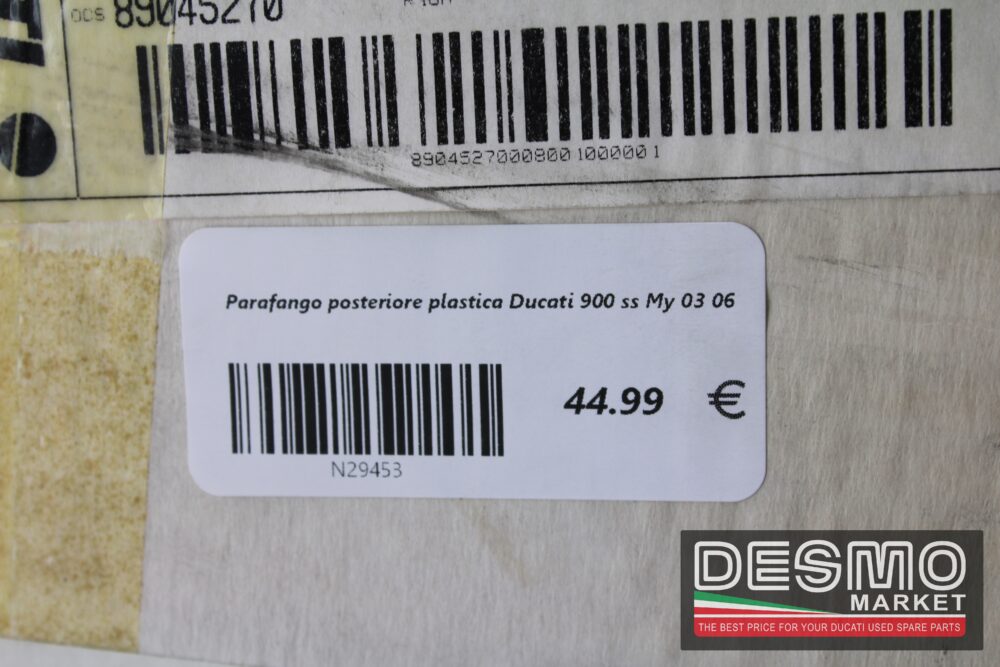 89045270
8904527000800 1000001
Parafango posteriore plastica Ducati 900 ss My 03 06
44.99 €
N29453
DESMO
MARKET
THE BEST PRICE FOR YOUR DUCATI USED SPARE PARTS